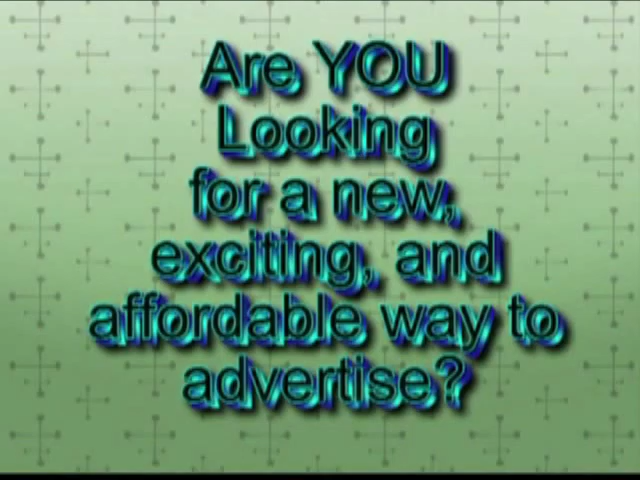 Are YOU
Looking
for a new,
exciting, and
affordable way to
advertise?